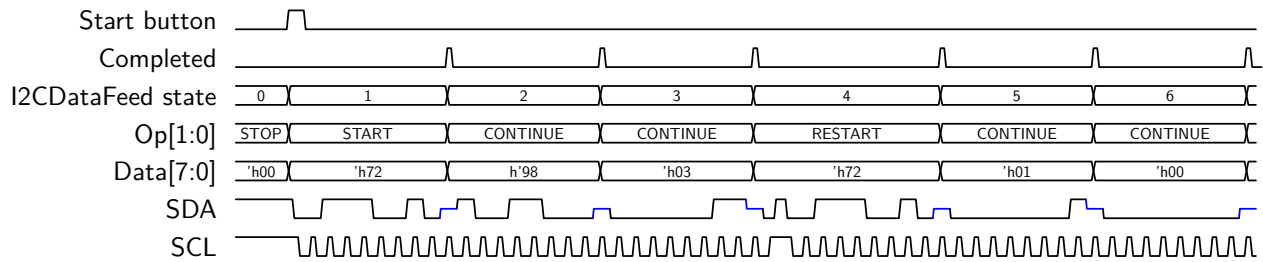 Start button
Completed
I2CDataFeed state 0 1 2 3 4 5 6
Op[1:0] STOP START CONTINUE CONTINUE RESTART CONTINUE CONTINUE
Data[7:0] 'h00 'h72 h'98 'h03 'h72 'h01 'h00
SDA
SCL